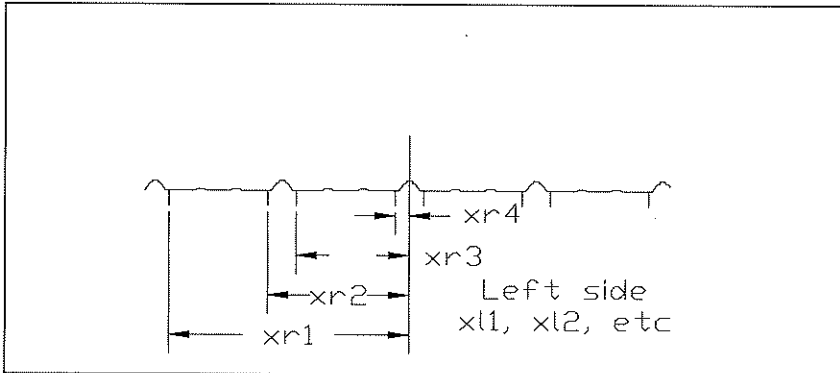 xr4
xr3
xr2
xr1
Left side
xl1, xl2, etc